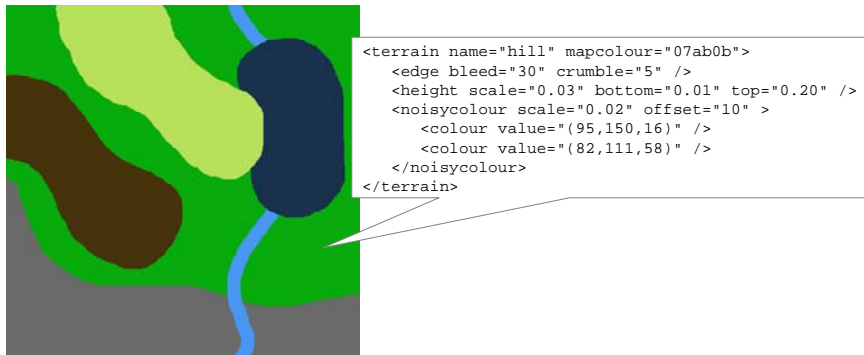 <terrain name="hill" mapcolour="07ab0b">
   <edge bleed="30" crumble="5" />
   <height scale="0.03" bottom="0.01" top="0.20" />
   <noisycolour scale="0.02" offset="10" >
      <colour value="(95,150,16)" />
      <colour value="(82,111,58)" />
   </noisycolour>
</terrain>